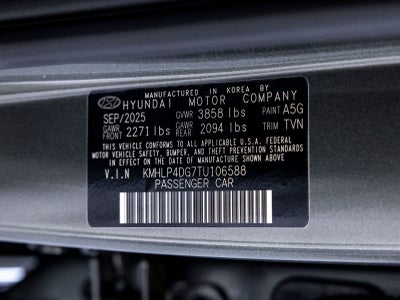 MANUFACTURED IN KOREA BY
HYUNDAI MOTOR COMPANY
SEP/2025 GVWR 3858 lbs PAINT A5G
GAWR FRONT 2271 lbs GAWR REAR 2094 lbs TRIM TVN
THIS VEHICLE CONFORMS TO ALL APPLICABLE U.S.A. FEDERAL
MOTOR VEHICLE SAFETY, BUMPER, AND THEFT PREVENTION
STANDARDS IN EFFECT ON THE DATE OF MANUFACTURE SHOWN ABOVE.
V.I.N KMHLP4DG7TU106588
PASSENGER CAR